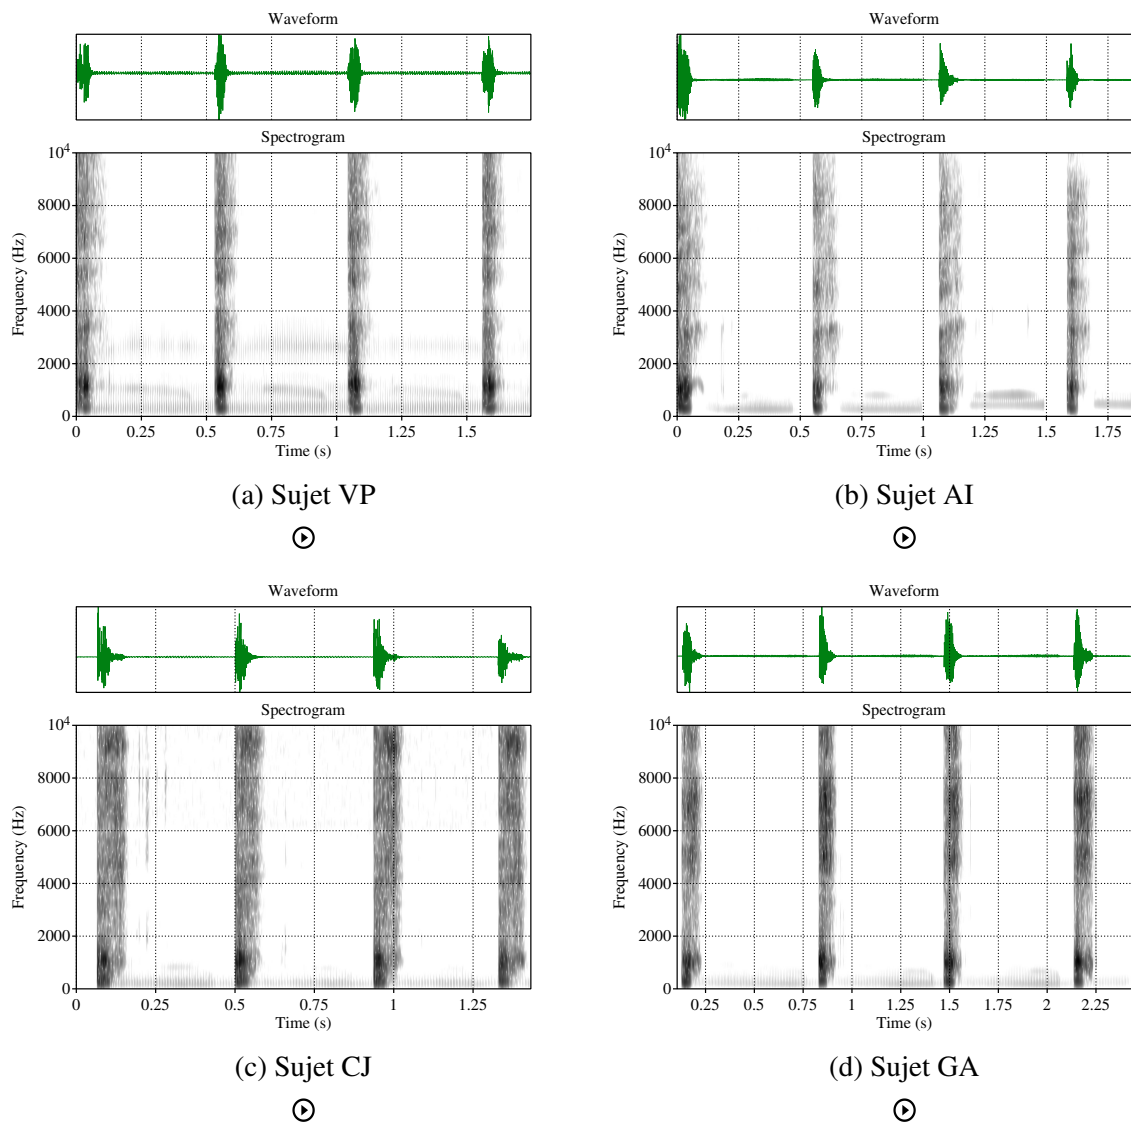 Waveform
Spectrogram
10^4
8000
6000
4000
2000
0
Frequency (Hz)
0 0.25 0.5 0.75 1 1.25 1.5
Time (s)
(a) Sujet VP
Waveform
Spectrogram
10^4
8000
6000
4000
2000
0
Frequency (Hz)
0 0.25 0.5 0.75 1 1.25 1.5 1.75
Time (s)
(b) Sujet AI
Waveform
Spectrogram
10^4
8000
6000
4000
2000
0
Frequency (Hz)
0 0.25 0.5 0.75 1 1.25
Time (s)
(c) Sujet CJ
Waveform
Spectrogram
10^4
8000
6000
4000
2000
0
Frequency (Hz)
0.25 0.5 0.75 1 1.25 1.5 1.75 2 2.25
Time (s)
(d) Sujet GA